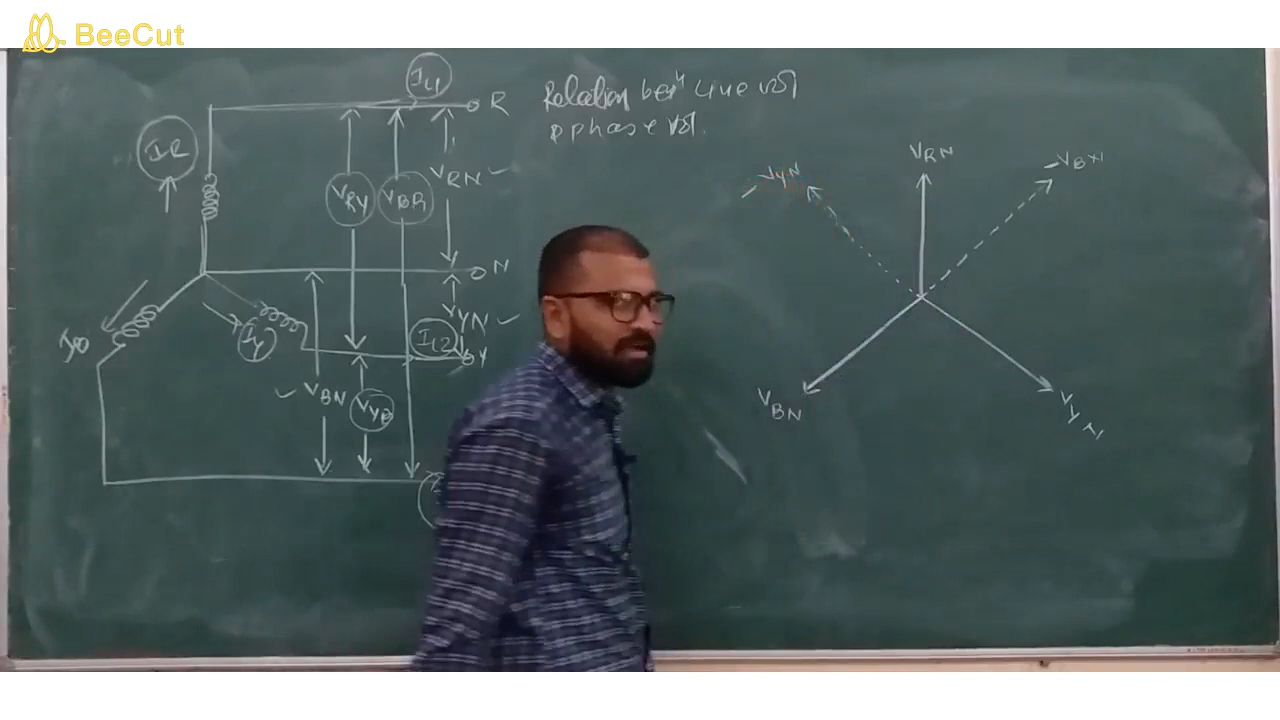 BeeCut
IL1
R
Relation betn Line vol
& phase vol.
IR
VRN
VRY
VBR
VRN
-VYN
-VBN
N
VYN
IL2
Y
IY
IB
VBN
VYB
VBN
VYN